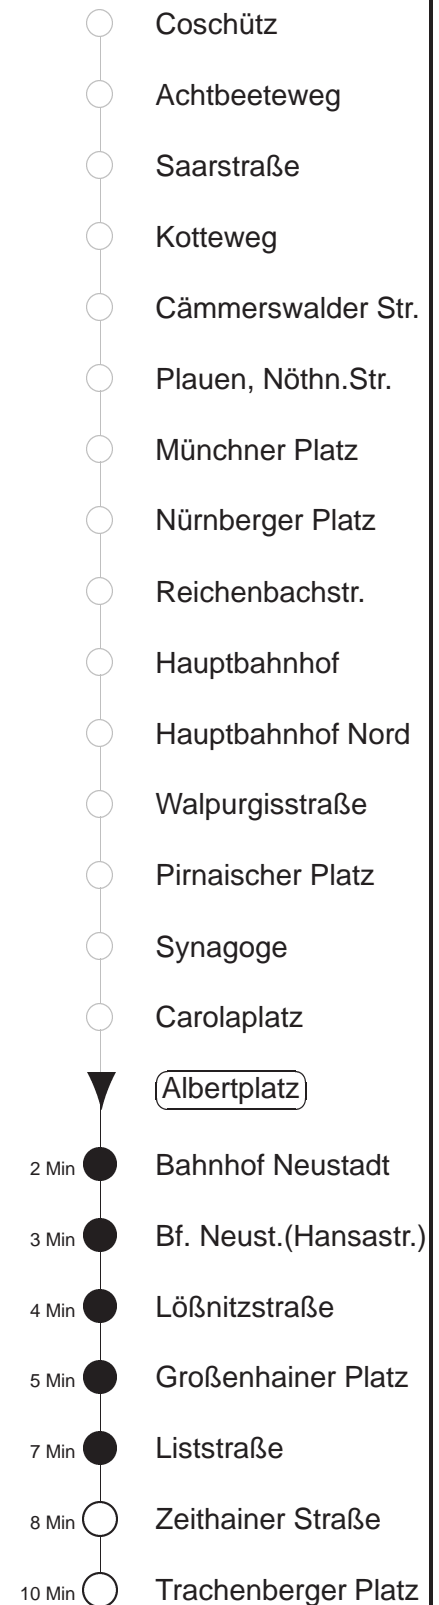 Coschütz
Achtbeeteweg
Saarstraße
Kotteweg
Cämmerswalder Str.
Plauen, Nöthn.Str.
Münchner Platz
Nürnberger Platz
Reichenbachstr.
Hauptbahnhof
Hauptbahnhof Nord
Walpurgisstraße
Pirnaischer Platz
Synagoge
Carolaplatz
Albertplatz
2 Min Bahnhof Neustadt
3 Min Bf. Neust.(Hansastr.)
4 Min Lößnitzstraße
5 Min Großenhainer Platz
7 Min Liststraße
8 Min Zeithainer Straße
10 Min Trachenberger Platz